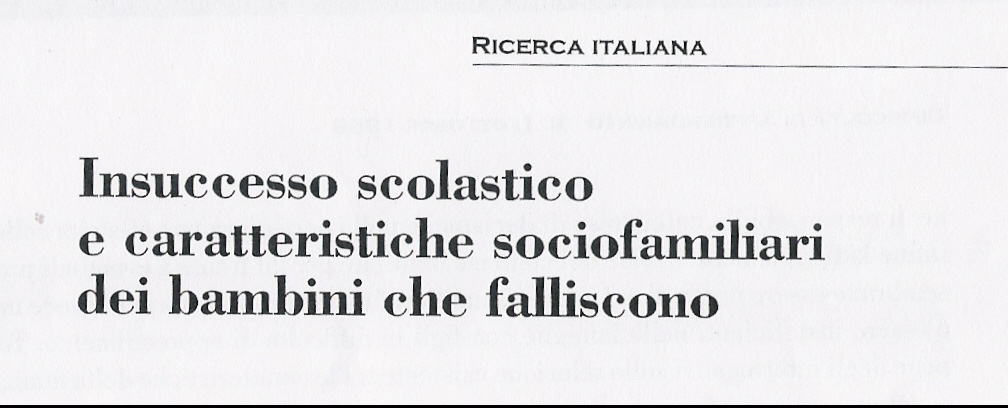 RICERCA ITALIANA
Insuccesso scolastico
e caratteristiche sociofamiliari
dei bambini che falliscono